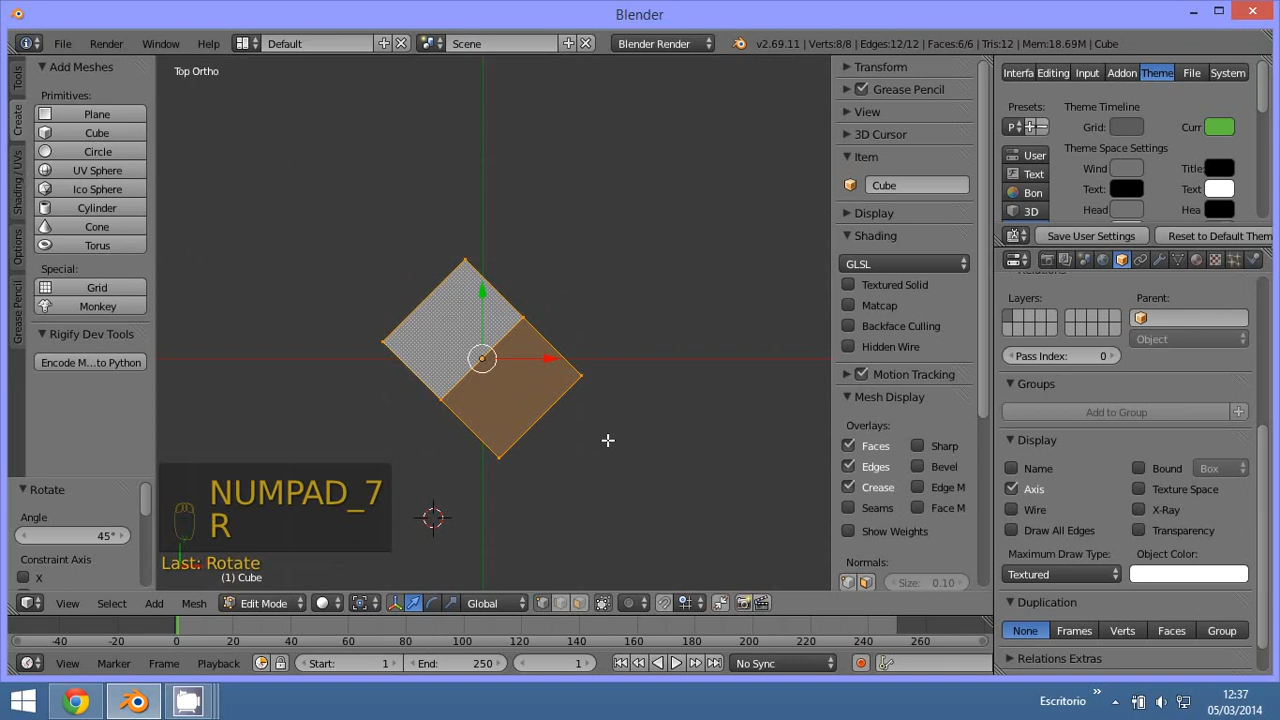 Blender
File Render Window Help Default Scene Blender Render v2.69.11 | Verts:8/8 | Edges:12/12 | Faces:6/6 | Tris:12 | Mem:18.69M | Cube
Tools
Create
Shading / UVs
Options
Grease Pencil
Add Meshes
Primitives:
Plane
Cube
Circle
UV Sphere
Ico Sphere
Cylinder
Cone
Torus
Special:
Grid
Monkey
Rigify Dev Tools
Encode M...to Python
Rotate
Angle
45°
Constraint Axis
X
Top Ortho
NUMPAD_7
R
Last: Rotate
(1) Cube
Transform
Grease Pencil
View
3D Cursor
Item
Cube
Display
Shading
GLSL
Textured Solid
Matcap
Backface Culling
Hidden Wire
Motion Tracking
Mesh Display
Overlays:
Faces Sharp
Edges Bevel
Crease Edge M
Seams Face M
Show Weights
Normals:
Size: 0.10
Interfa Editing Input Addon Theme File System
Presets: Theme Timeline
P Grid: Curr
Theme Space Settings
User
Wind Title:
Text
Text: Text
Bon
Head Hea
3D
Save User Settings Reset to Default Them
Layers: Parent:
Object
Pass Index: 0
Groups
Add to Group
Display
Name Bound Box
Axis Texture Space
Wire X-Ray
Draw All Edges Transparency
Maximum Draw Type: Object Color:
Textured
Duplication
None Frames Verts Faces Group
Relations Extras
View Select Add Mesh Edit Mode Global
-40 -20 0 20 40 60 80 100 120 140 160 180 200 220 240 260
View Marker Frame Playback Start: 1 End: 250 1 No Sync
Escritorio
12:37
05/03/2014